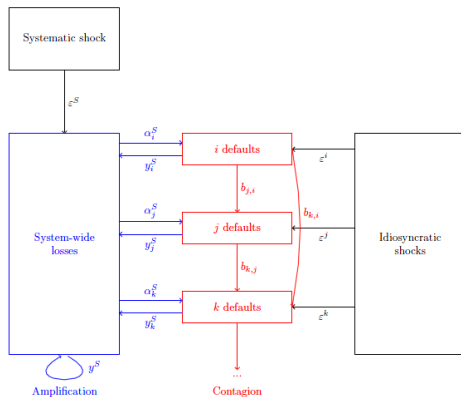 Systematic shock
ε^S
α_i^S
y_i^S
i defaults
ε^i
b_{j,i}
b_{k,i}
α_j^S
y_j^S
j defaults
ε^j
System-wide
losses
Idiosyncratic
shocks
b_{k,j}
α_k^S
y_k^S
k defaults
ε^k
y^S
...
Amplification
Contagion